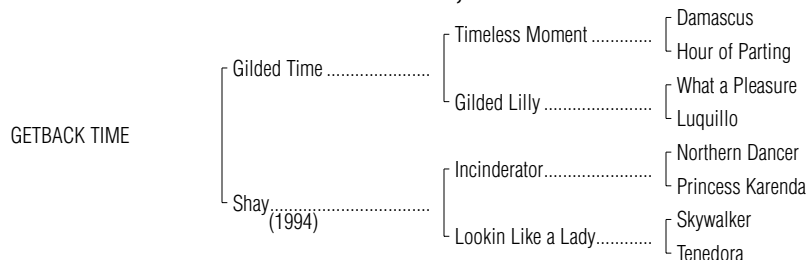 Damascus
Timeless Moment ..............
Hour of Parting
Gilded Time .......................
What a Pleasure
Gilded Lilly ........................
Luquillo
GETBACK TIME
Northern Dancer
Incinderator........................
Princess Karenda
Shay...................................
(1994)
Skywalker
Lookin Like a Lady............
Tenedora